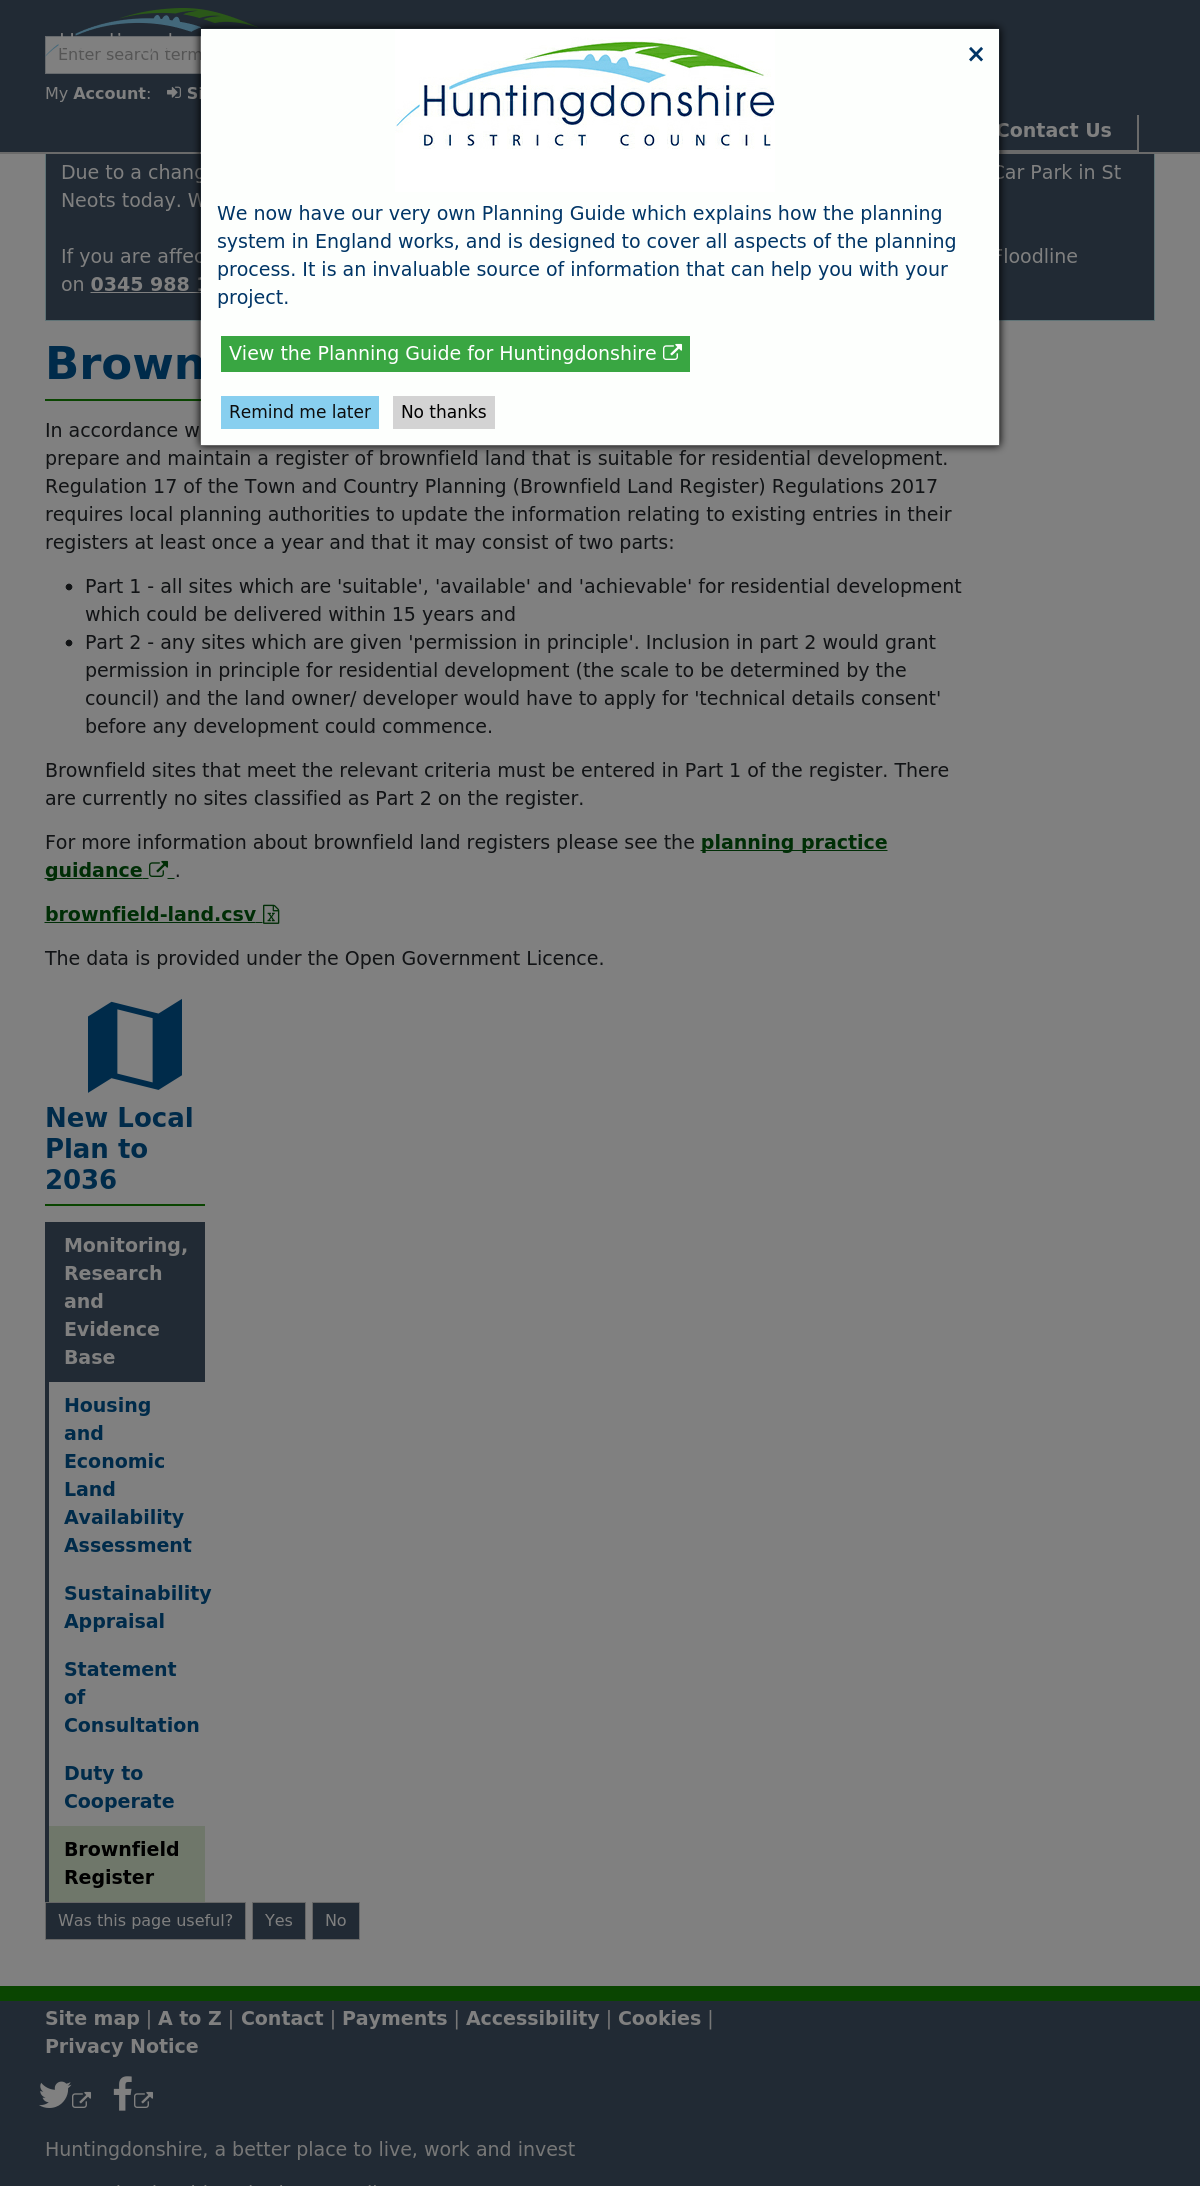 Enter search term
My Account:
Contact Us
×
Huntingdonshire
DISTRICT COUNCIL
Due to a
Car Park in St
Neots today.
If you are
Floodline
on 0345 988
We now have our very own Planning Guide which explains how the planning
system in England works, and is designed to cover all aspects of the planning
process. It is an invaluable source of information that can help you with your
project.
View the Planning Guide for Huntingdonshire
Remind me later
No thanks
Brown
In accordance
prepare and maintain a register of brownfield land that is suitable for residential development.
Regulation 17 of the Town and Country Planning (Brownfield Land Register) Regulations 2017
requires local planning authorities to update the information relating to existing entries in their
registers at least once a year and that it may consist of two parts:
• Part 1 - all sites which are 'suitable', 'available' and 'achievable' for residential development
which could be delivered within 15 years and
• Part 2 - any sites which are given 'permission in principle'. Inclusion in part 2 would grant
permission in principle for residential development (the scale to be determined by the
council) and the land owner/ developer would have to apply for 'technical details consent'
before any development could commence.
Brownfield sites that meet the relevant criteria must be entered in Part 1 of the register. There
are currently no sites classified as Part 2 on the register.
For more information about brownfield land registers please see the planning practice
guidance .
brownfield-land.csv
The data is provided under the Open Government Licence.
New Local
Plan to
2036
Monitoring,
Research
and
Evidence
Base
Housing
and
Economic
Land
Availability
Assessment
Sustainability
Appraisal
Statement
of
Consultation
Duty to
Cooperate
Brownfield
Register
Was this page useful?
Yes
No
Site map | A to Z | Contact | Payments | Accessibility | Cookies |
Privacy Notice
Huntingdonshire, a better place to live, work and invest